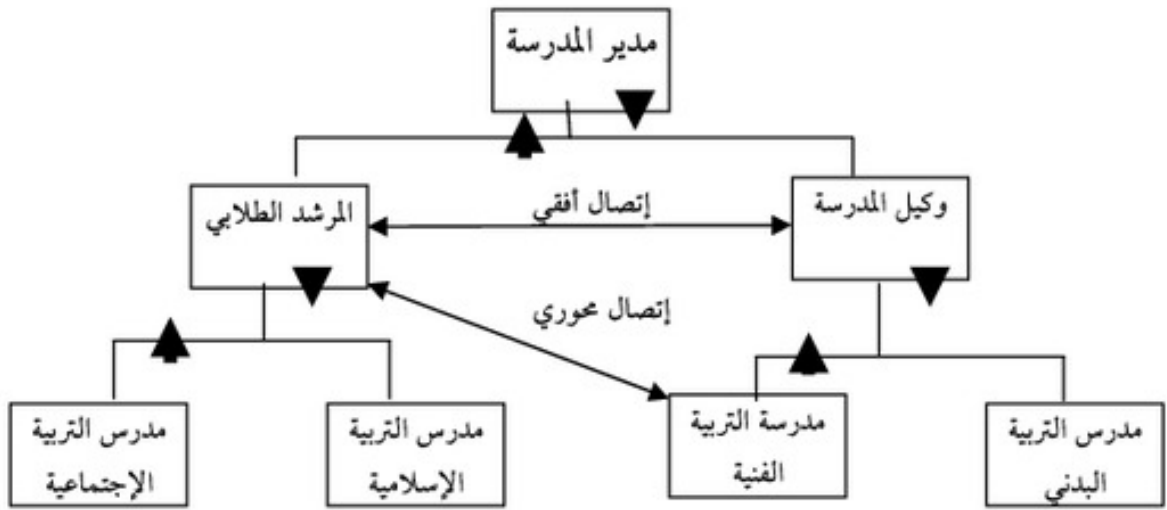 مدير المدرسة
وكيل المدرسة
إتصال أفقي
المرشد الطلابي
إتصال محوري
مدرس التربية
البدني
مدرسة التربية
الفنية
مدرس التربية
الإسلامية
مدرس التربية
الإجتماعية